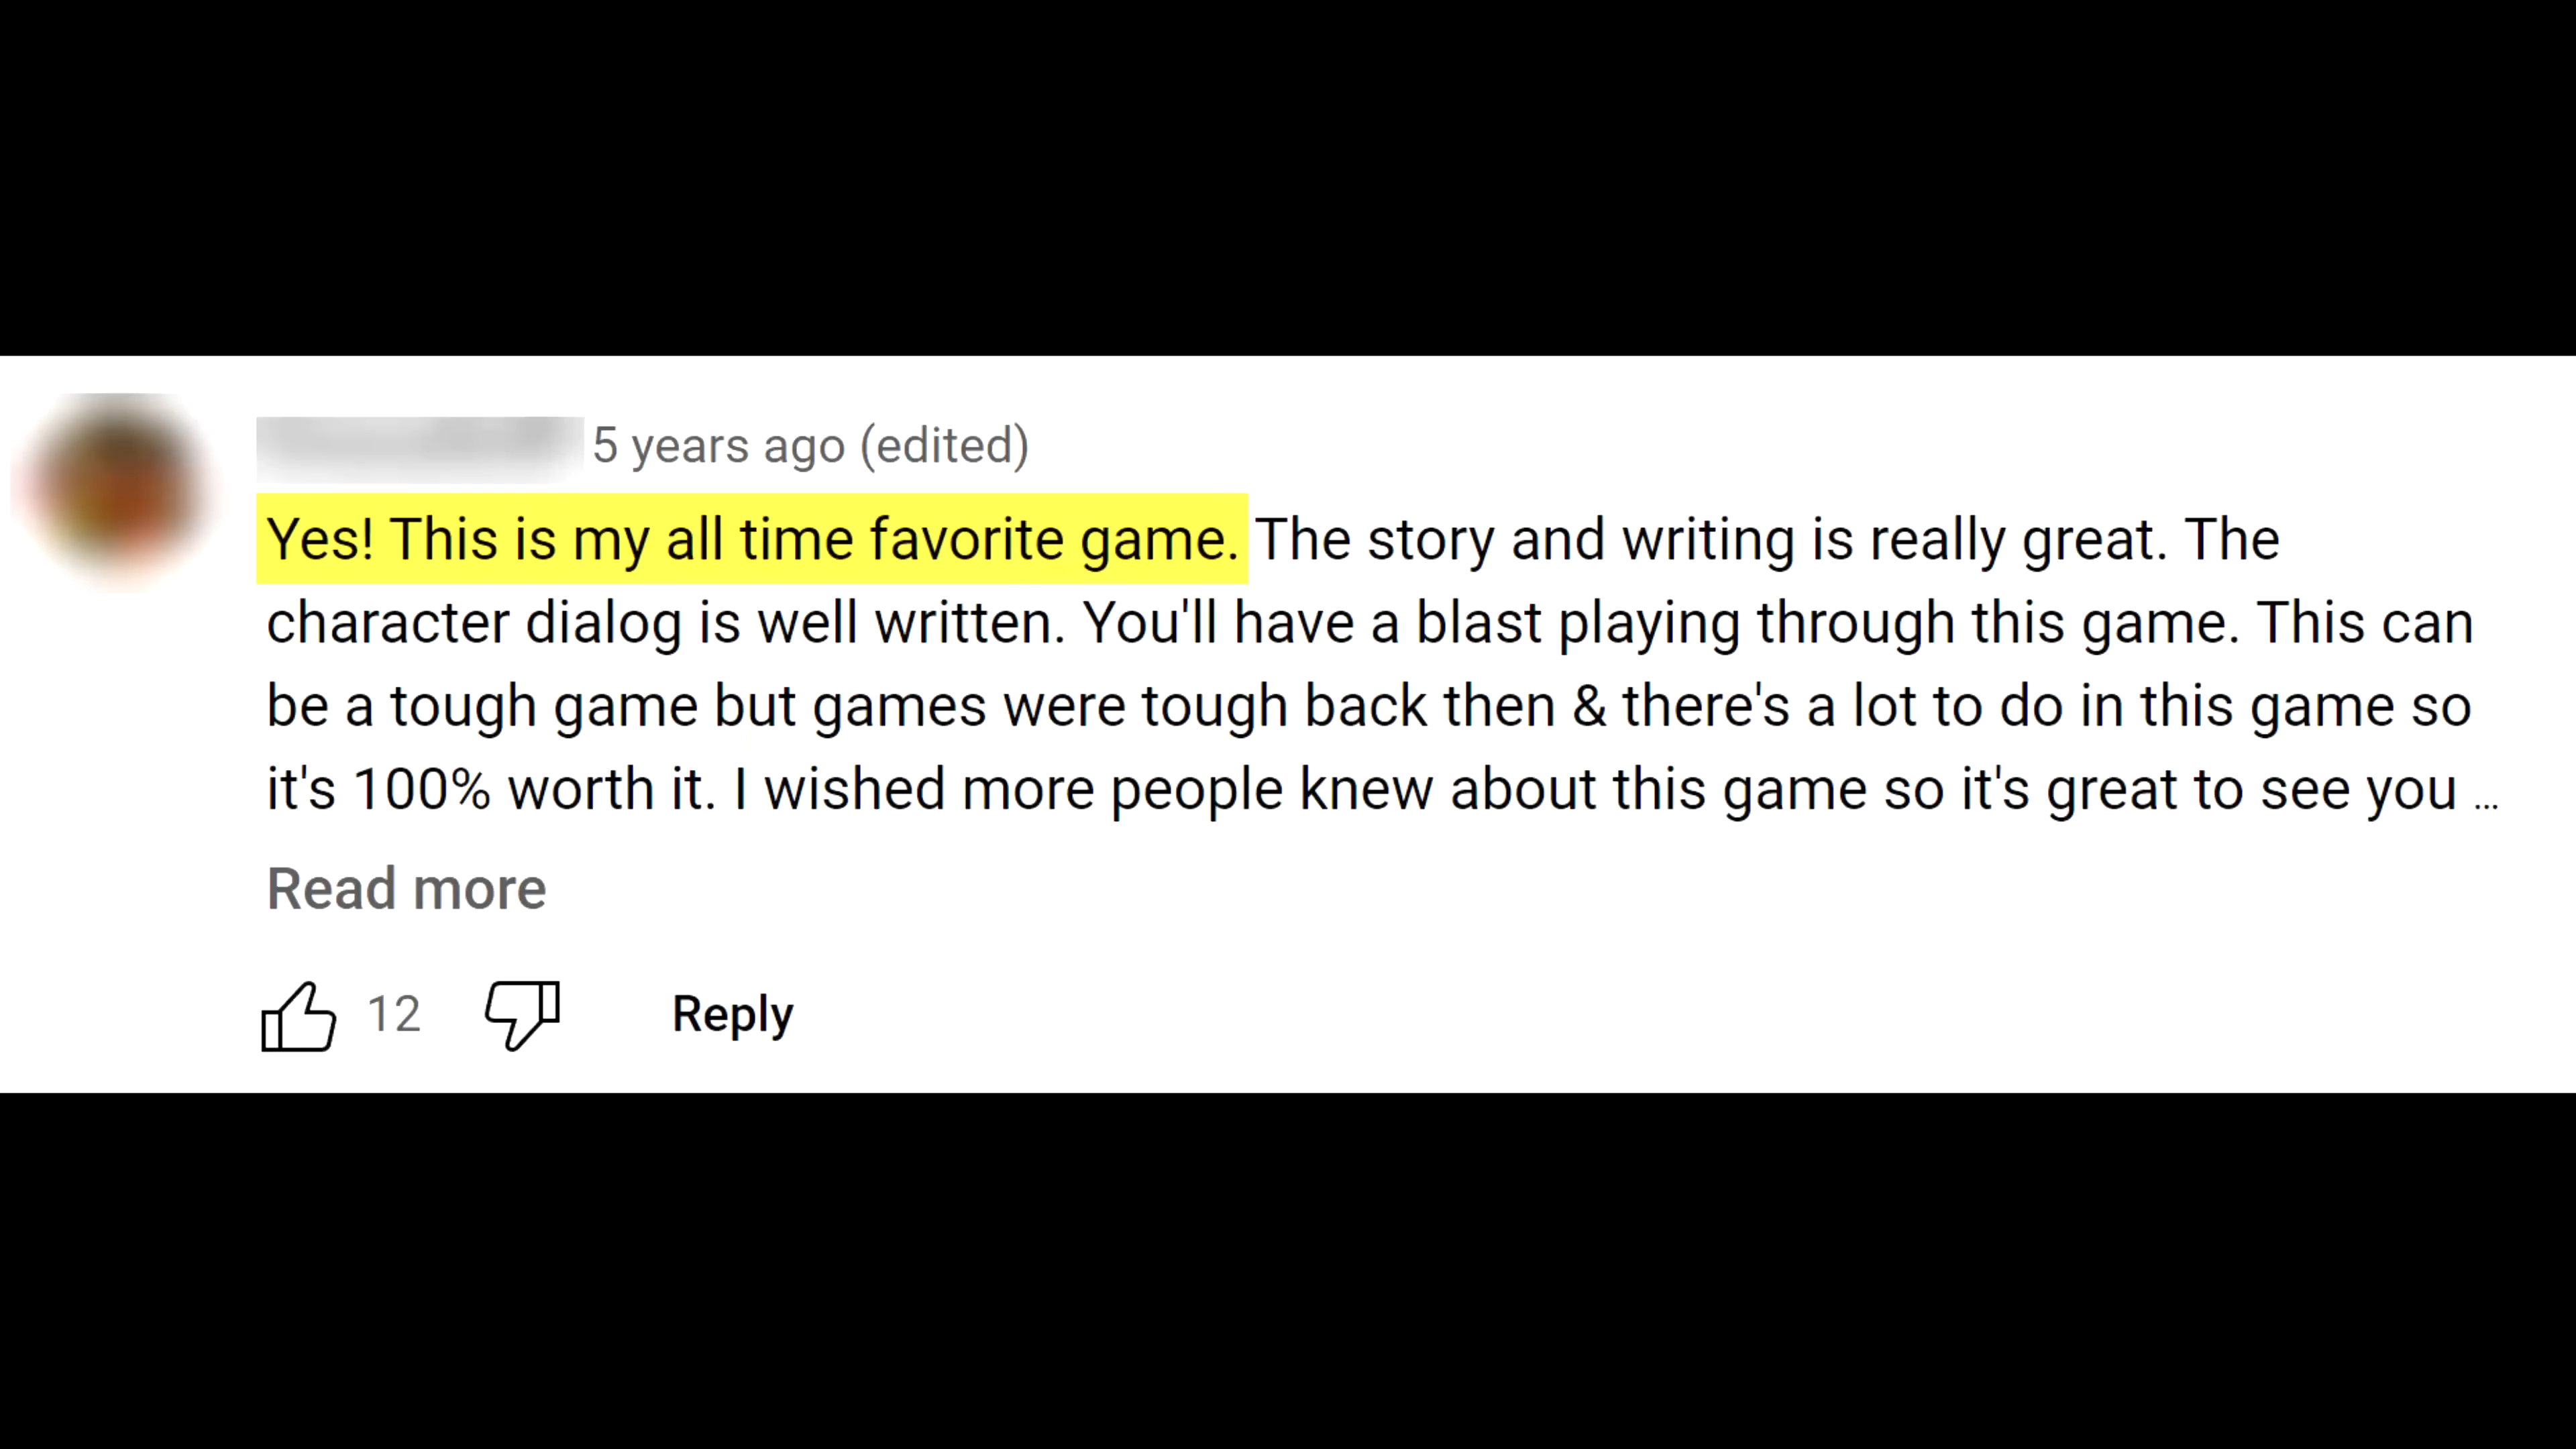 5 years ago (edited)
Yes! This is my all time favorite game. The story and writing is really great. The
character dialog is well written. You'll have a blast playing through this game. This can
be a tough game but games were tough back then & there's a lot to do in this game so
it's 100% worth it. I wished more people knew about this game so it's great to see you ...
Read more
12 Reply